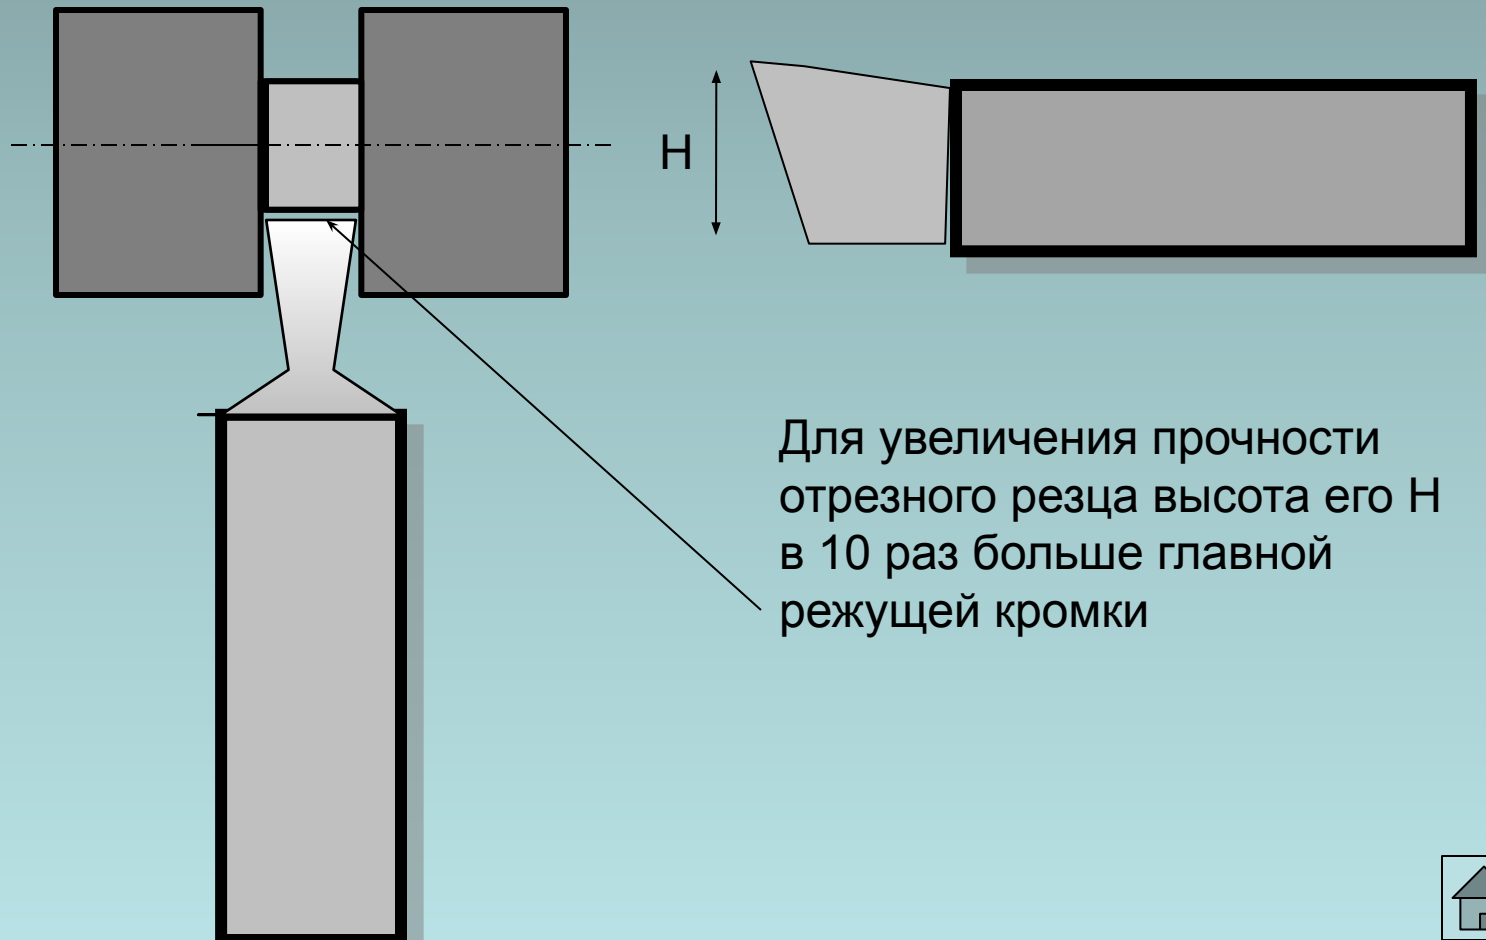 Н
Для увеличения прочности
отрезного резца высота его Н
в 10 раз больше главной
режущей кромки